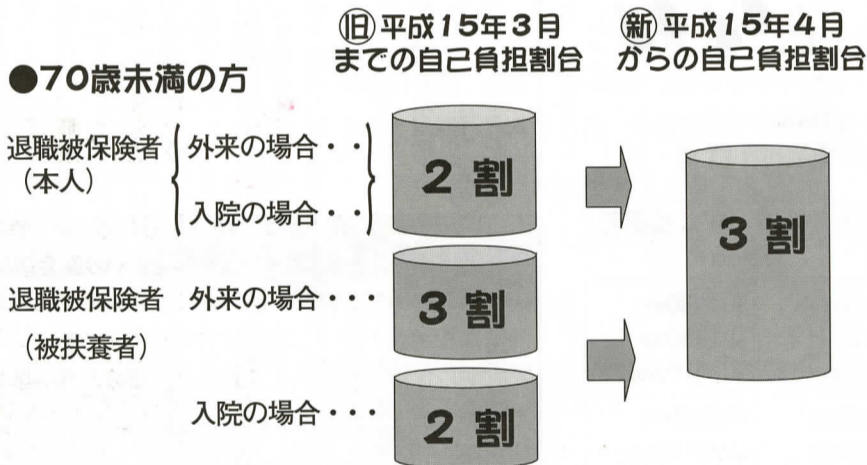 ㊐平成15年3月
までの自己負担割合
㊟平成15年4月
からの自己負担割合
●70歳未満の方
退職被保険者
(本人)
外来の場合・・
入院の場合・・
2割
3割
退職被保険者
(被扶養者)
外来の場合・・・
3割
入院の場合・・・
2割